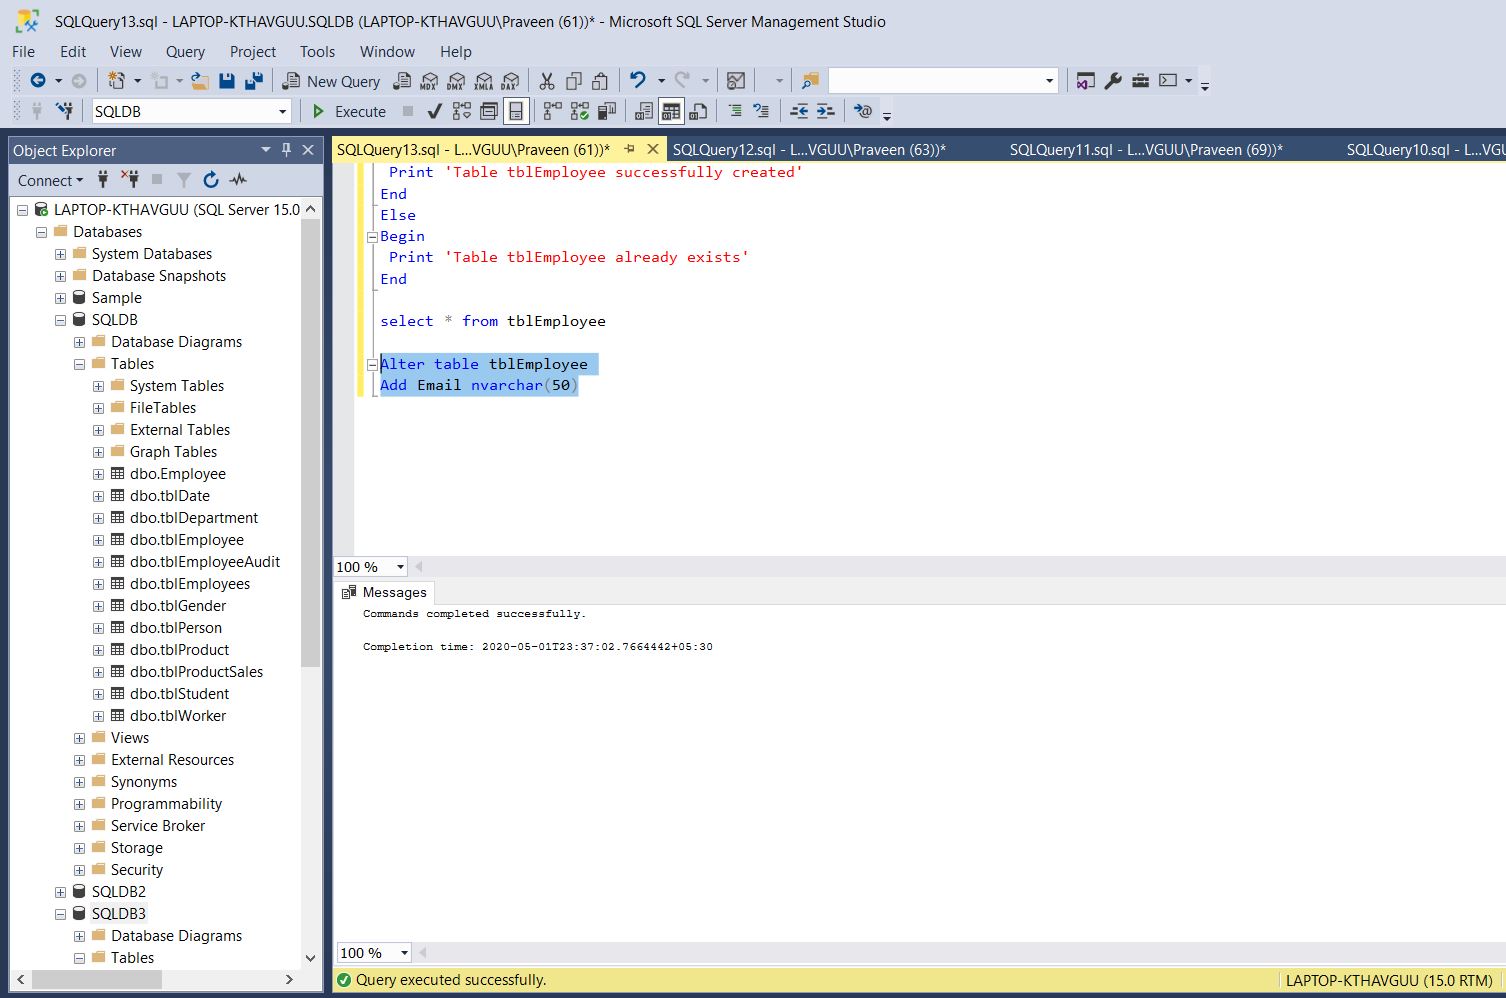 SQLQuery13.sql - LAPTOP-KTHAVGUU.SQLDB (LAPTOP-KTHAVGUU\Praveen (61))* - Microsoft SQL Server Management Studio
File Edit View Query Project Tools Window Help
New Query MDX DMX XMLA DAX
SQLDB Execute
Object Explorer
Connect
LAPTOP-KTHAVGUU (SQL Server 15.0
Databases
System Databases
Database Snapshots
Sample
SQLDB
Database Diagrams
Tables
System Tables
FileTables
External Tables
Graph Tables
dbo.Employee
dbo.tblDate
dbo.tblDepartment
dbo.tblEmployee
dbo.tblEmployeeAudit
dbo.tblEmployees
dbo.tblGender
dbo.tblPerson
dbo.tblProduct
dbo.tblProductSales
dbo.tblStudent
dbo.tblWorker
Views
External Resources
Synonyms
Programmability
Service Broker
Storage
Security
SQLDB2
SQLDB3
Database Diagrams
Tables
SQLQuery13.sql - L...VGUU\Praveen (61))* SQLQuery12.sql - L...VGUU\Praveen (63))* SQLQuery11.sql - L...VGUU\Praveen (69))* SQLQuery10.sql - L...VGU
Print 'Table tblEmployee successfully created'
End
Else
Begin
Print 'Table tblEmployee already exists'
End
select * from tblEmployee
Alter table tblEmployee
Add Email nvarchar(50)
100 %
Messages
Commands completed successfully.
Completion time: 2020-05-01T23:37:02.7664442+05:30
100 %
Query executed successfully. LAPTOP-KTHAVGUU (15.0 RTM)